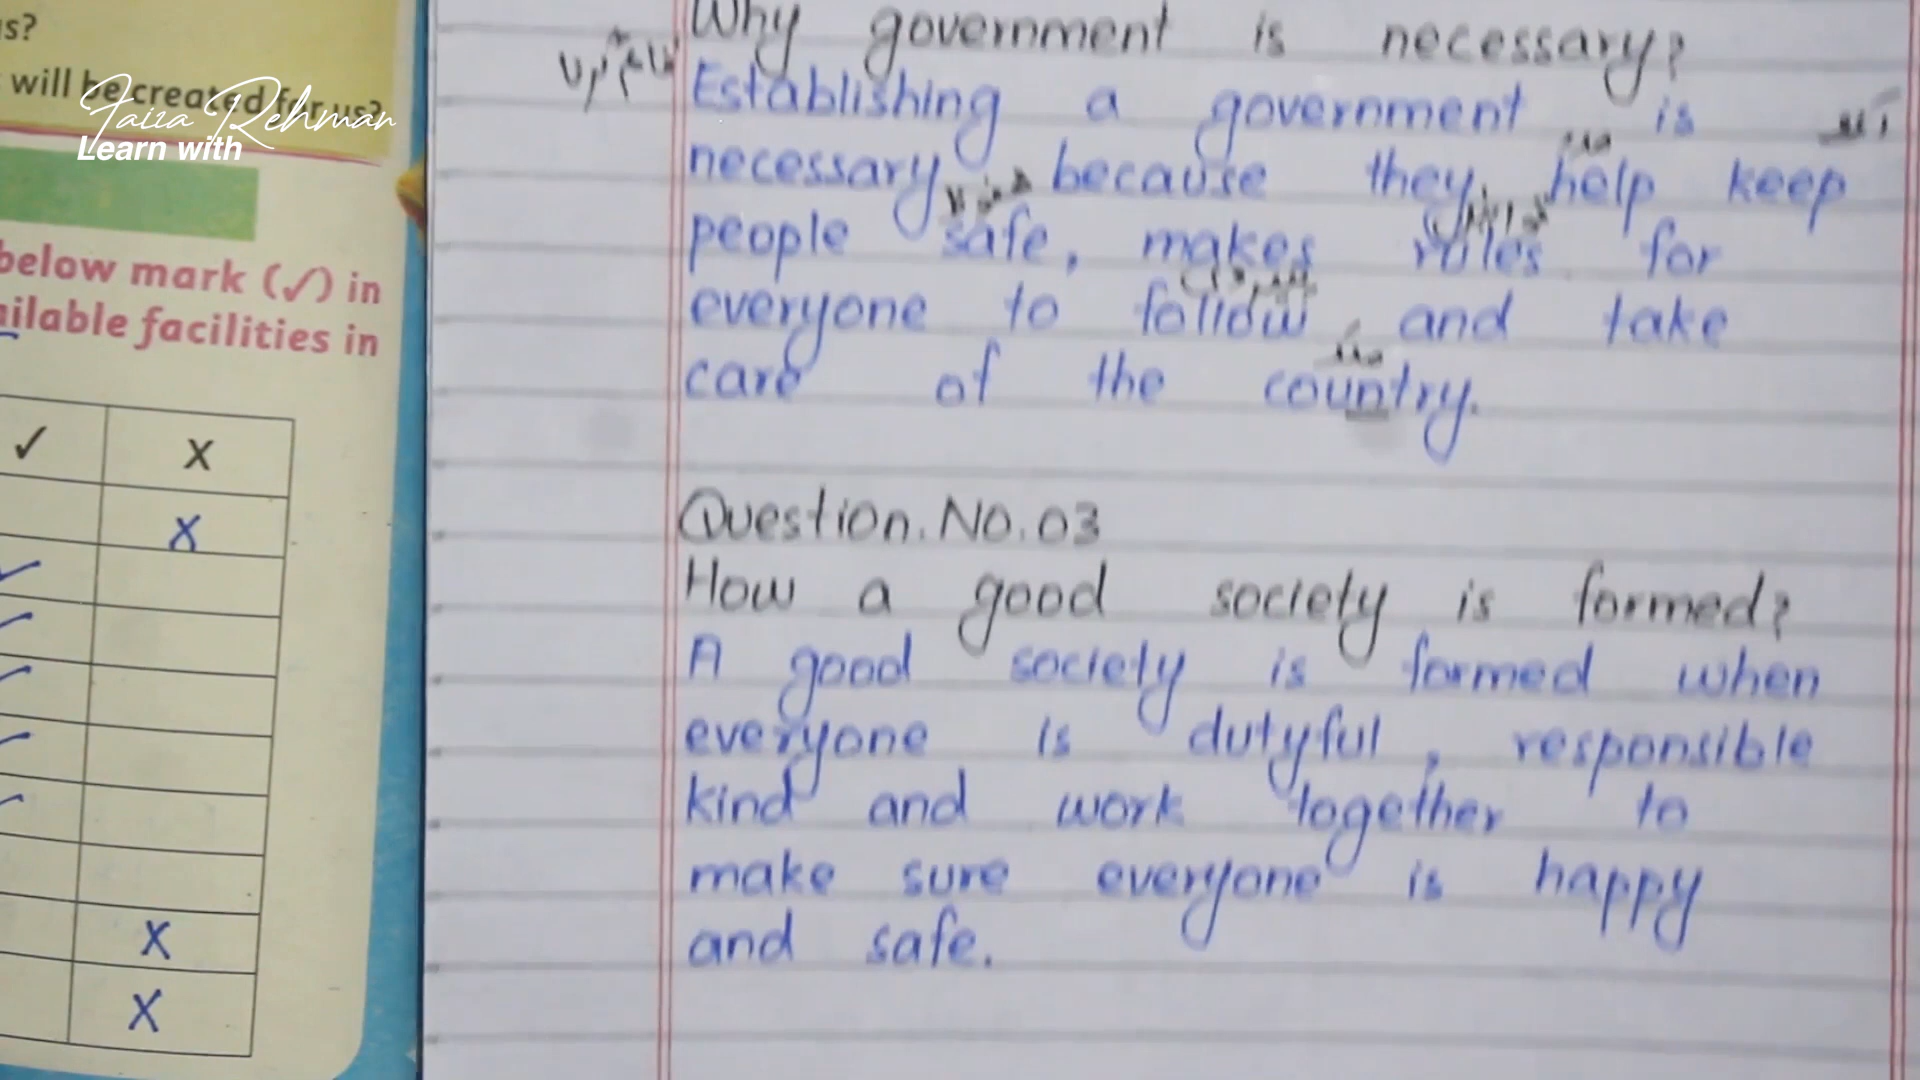 s?
will be created for us?
Faiza Rehman
Learn with
below mark (✓) in
ailable facilities in
✓ x
X
X
X
Why government is necessary?
Establishing a government is
necessary because they help keep
people safe, makes rules for
everyone to follow and take
care of the country.
Question.No.03
How a good society is formed?
A good society is formed when
everyone is dutyful, responsible
kind and work together to
make sure everyone is happy
and safe.